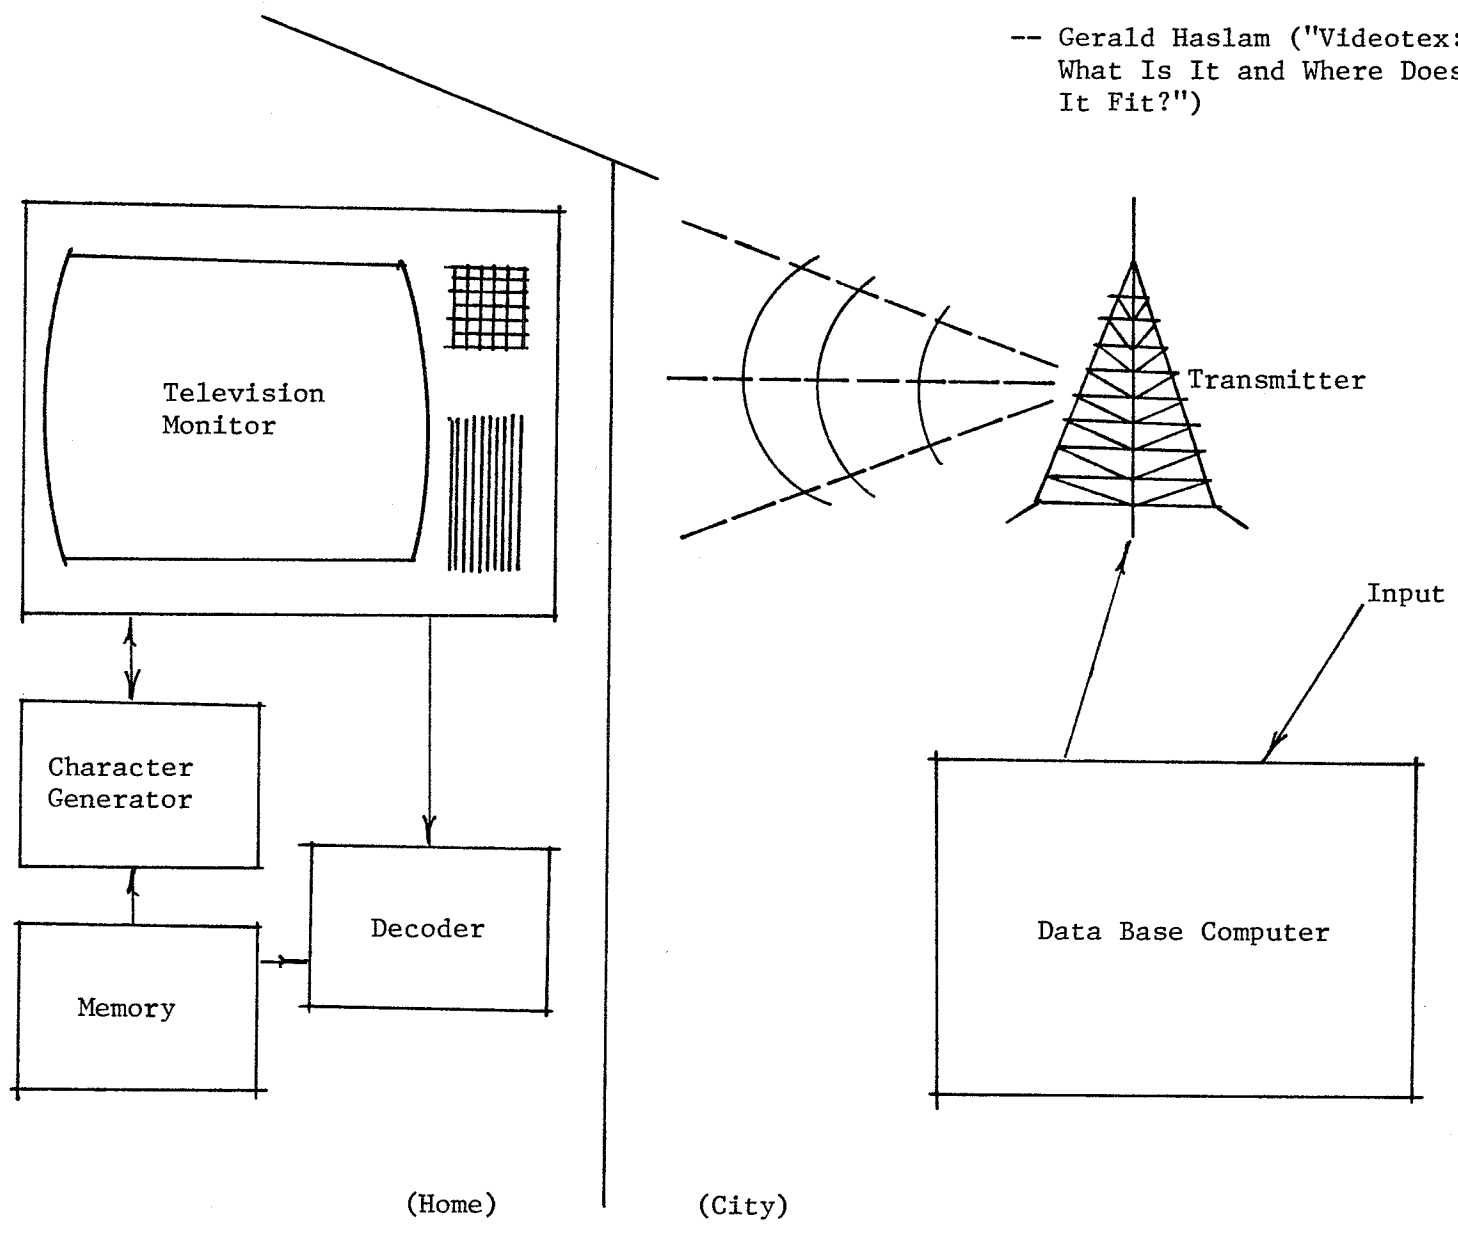 -- Gerald Haslam ("Videotex:
What Is It and Where Does
It Fit?")
Television
Monitor
Transmitter
Input
Character
Generator
Decoder
Data Base Computer
Memory
(Home)
(City)